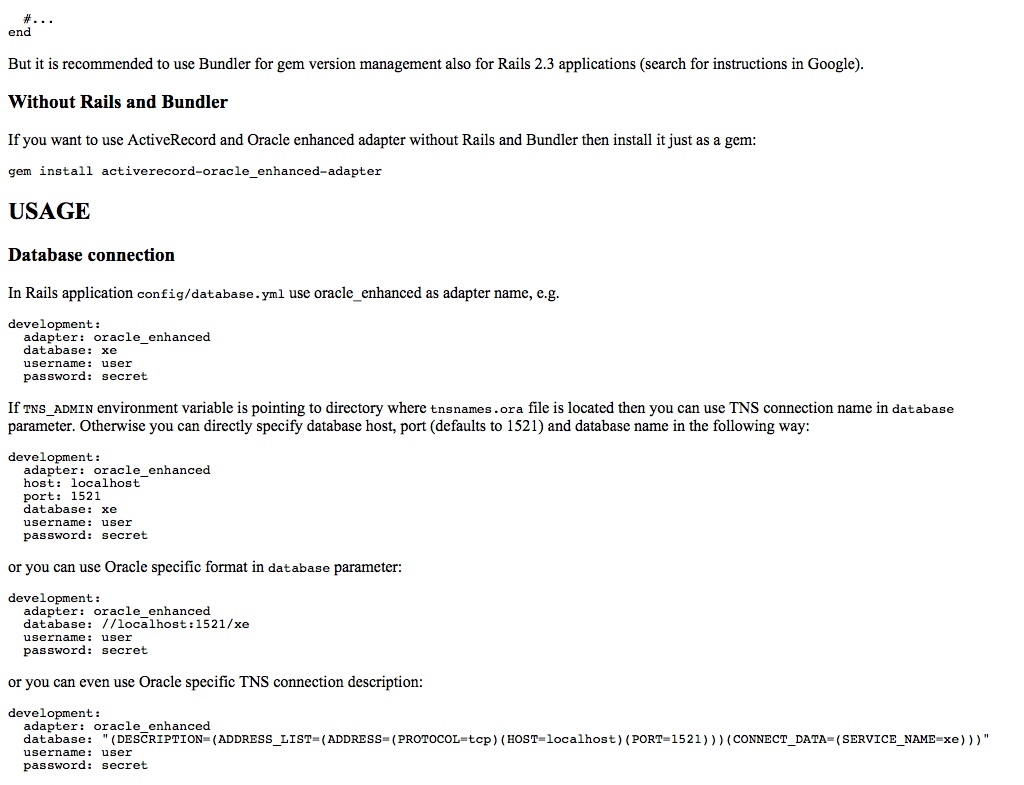 #...
end
But it is recommended to use Bundler for gem version management also for Rails 2.3 applications (search for instructions in Google).
Without Rails and Bundler
If you want to use ActiveRecord and Oracle enhanced adapter without Rails and Bundler then install it just as a gem:
gem install activerecord-oracle_enhanced-adapter
USAGE
Database connection
In Rails application config/database.yml use oracle_enhanced as adapter name, e.g.
development:
  adapter: oracle_enhanced
  database: xe
  username: user
  password: secret
If TNS_ADMIN environment variable is pointing to directory where tnsnames.ora file is located then you can use TNS connection name in database
parameter. Otherwise you can directly specify database host, port (defaults to 1521) and database name in the following way:
development:
  adapter: oracle_enhanced
  host: localhost
  port: 1521
  database: xe
  username: user
  password: secret
or you can use Oracle specific format in database parameter:
development:
  adapter: oracle_enhanced
  database: //localhost:1521/xe
  username: user
  password: secret
or you can even use Oracle specific TNS connection description:
development:
  adapter: oracle_enhanced
  database: "(DESCRIPTION=(ADDRESS_LIST=(ADDRESS=(PROTOCOL=tcp)(HOST=localhost)(PORT=1521)))(CONNECT_DATA=(SERVICE_NAME=xe)))"
  username: user
  password: secret